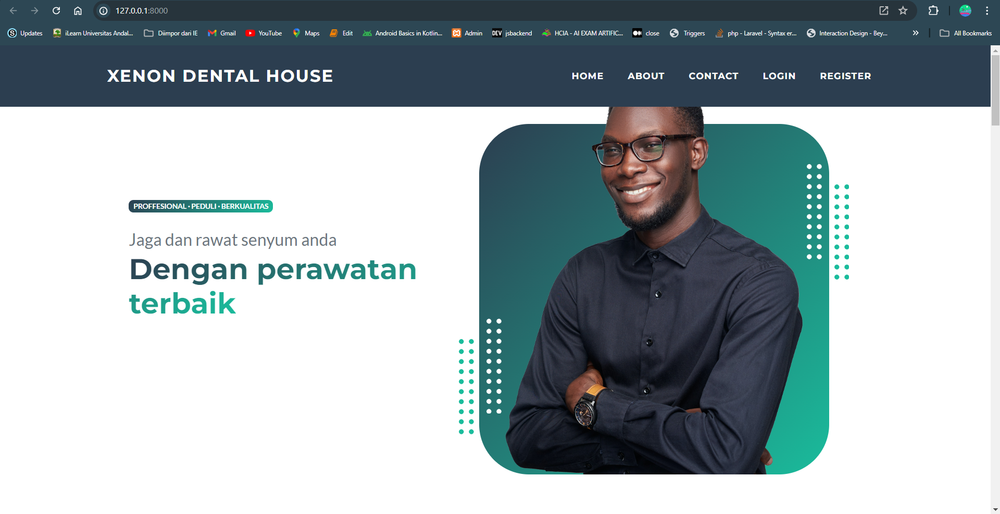 127.0.0.1:8000
Updates
iLearn Universitas Andal...
Diimpor dari IE
Gmail
YouTube
Maps
Edit
Android Basics in Kotlin...
Admin
DEV jsbackend
HCIA - AI EXAM ARTIFIC...
close
Triggers
php - Laravel - Syntax er...
Interaction Design - Bey...
All Bookmarks
XENON DENTAL HOUSE
HOME
ABOUT
CONTACT
LOGIN
REGISTER
PROFFESIONAL · PEDULI · BERKUALITAS
Jaga dan rawat senyum anda
Dengan perawatan
terbaik